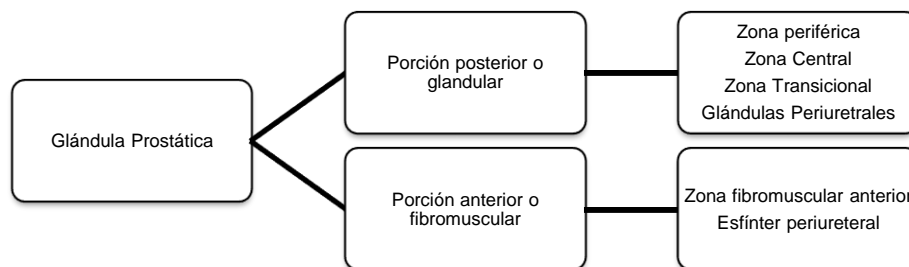 Glándula Prostática
Porción posterior o
glandular
Zona periférica
Zona Central
Zona Transicional
Glándulas Periuretrales
Porción anterior o
fibromuscular
Zona fibromuscular anterior
Esfínter periureteral